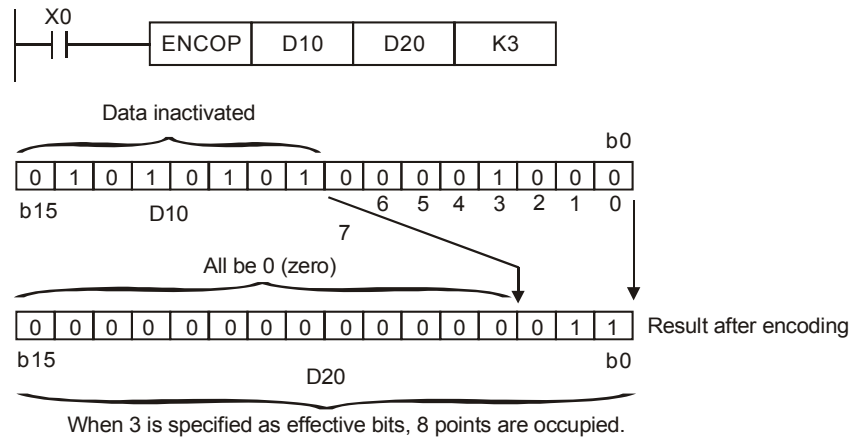 X0
ENCOP D10 D20 K3
Data inactivated
b0
0 1 0 1 0 1 0 1 0 0 0 0 1 0 0 0
b15 D10 7 6 5 4 3 2 1 0
All be 0 (zero)
0 0 0 0 0 0 0 0 0 0 0 0 0 0 1 1 Result after encoding
b15 D20 b0
When 3 is specified as effective bits, 8 points are occupied.